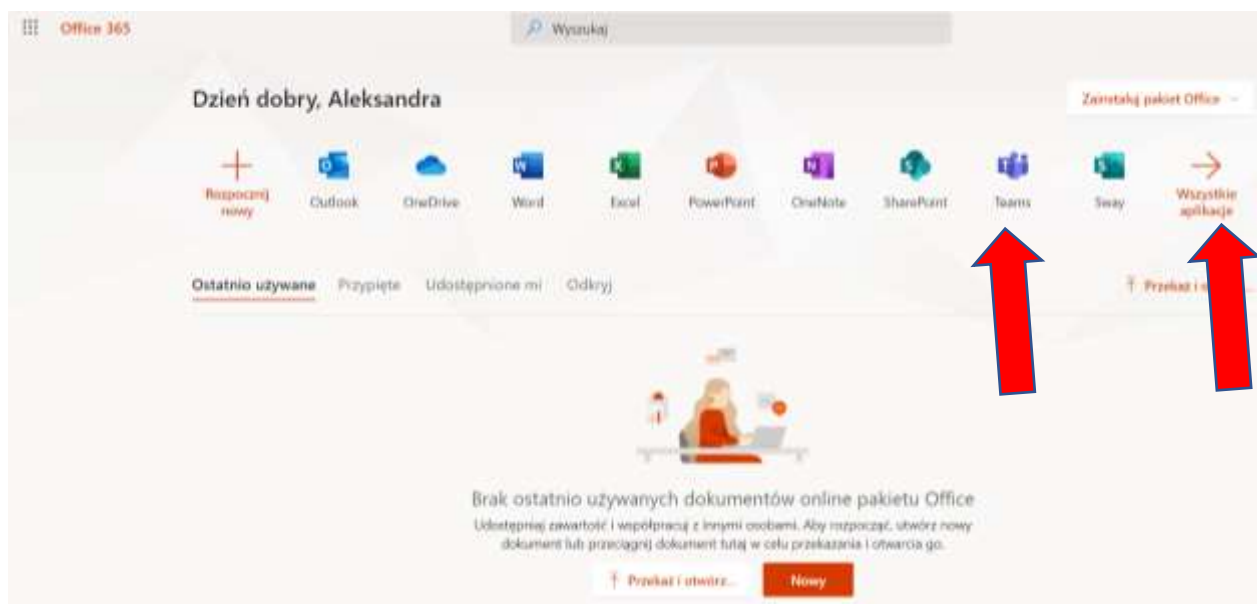 Office 365
Wyszukaj
Dzień dobry, Aleksandra
Zainstaluj pakiet Office
Rozpocznij
nowy
Outlook
OneDrive
Word
Excel
PowerPoint
OneNote
SharePoint
Teams
Sway
Wszystkie
aplikacje
Ostatnio używane
Przypięte
Udostępnione mi
Odkryj
Przekaż i
Brak ostatnio używanych dokumentów online pakietu Office
Udostępniaj zawartość i współpracuj z innymi osobami. Aby rozpocząć, utwórz nowy
dokument lub przeciągnij dokument tutaj w celu przekazania i otwarcia go.
Przekaż i otwórz...
Nowy